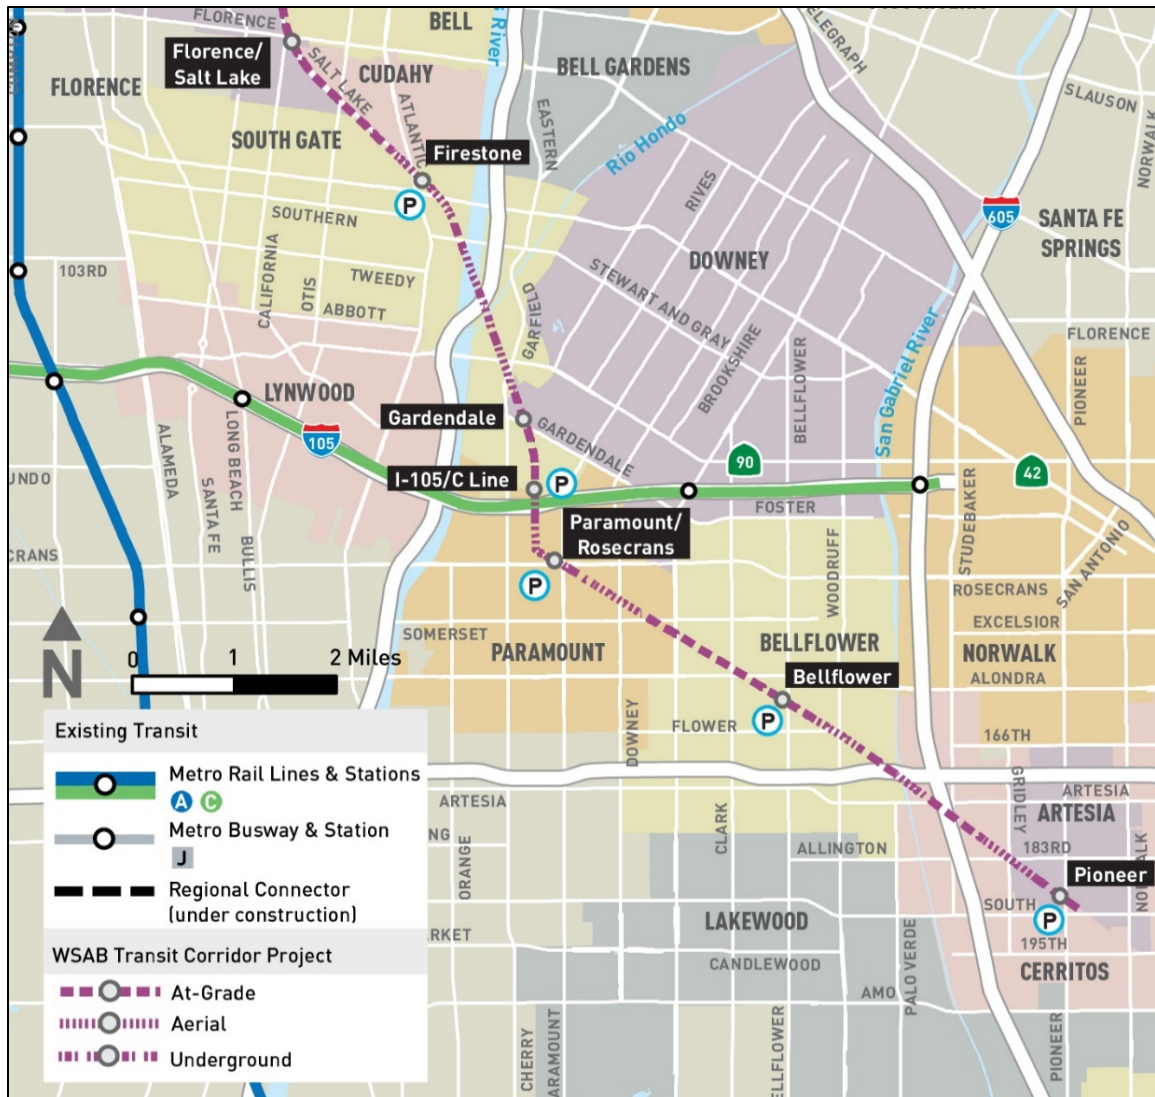 FLORENCE
BELL
TELEGRAPH
Florence/
Salt Lake
SALT LAKE
CUDAHY
FLORENCE
BELL GARDENS
River
SLAUSON
NORWALK
ATLANTIC
EASTERN
Rio Hondo
SOUTH GATE
Firestone
P
RIVES
605
SANTA FE
SPRINGS
SOUTHERN
DOWNEY
103RD
CALIFORNIA
OTIS
TWEEDY
ABBOTT
GARFIELD
STEWART AND GRAY
BROOKSHIRE
BELLFLOWER
San Gabriel River
FLORENCE
PIONEER
LYNWOOD
Gardendale
GARDENDALE
ALAMEDA
LONG BEACH
105
I-105/C Line
P
90
42
SANTA FE
BULLIS
FOSTER
STUDEBAKER
Paramount/
Rosecrans
P
WOODRUFF
SAN ANTONIO
ROSECRANS
EXCELSIOR
N
SOMERSET
PARAMOUNT
BELLFLOWER
NORWALK
0 1 2 Miles
Bellflower
P
ALONDRA
DOWNEY
FLOWER
166TH
Existing Transit
Metro Rail Lines & Stations
A C
Metro Busway & Station
J
Regional Connector
(under construction)
WSAB Transit Corridor Project
At-Grade
Aerial
Underground
ARTESIA
ARTESIA
GRIDLEY
ARTESIA
ORANGE
CLARK
ALLINGTON
183RD
Pioneer
P
SOUTH
LAKEWOOD
195TH
CANDLEWOOD
PALO VERDE
CERRITOS
AMO
CHERRY
PARAMOUNT
PIONEER